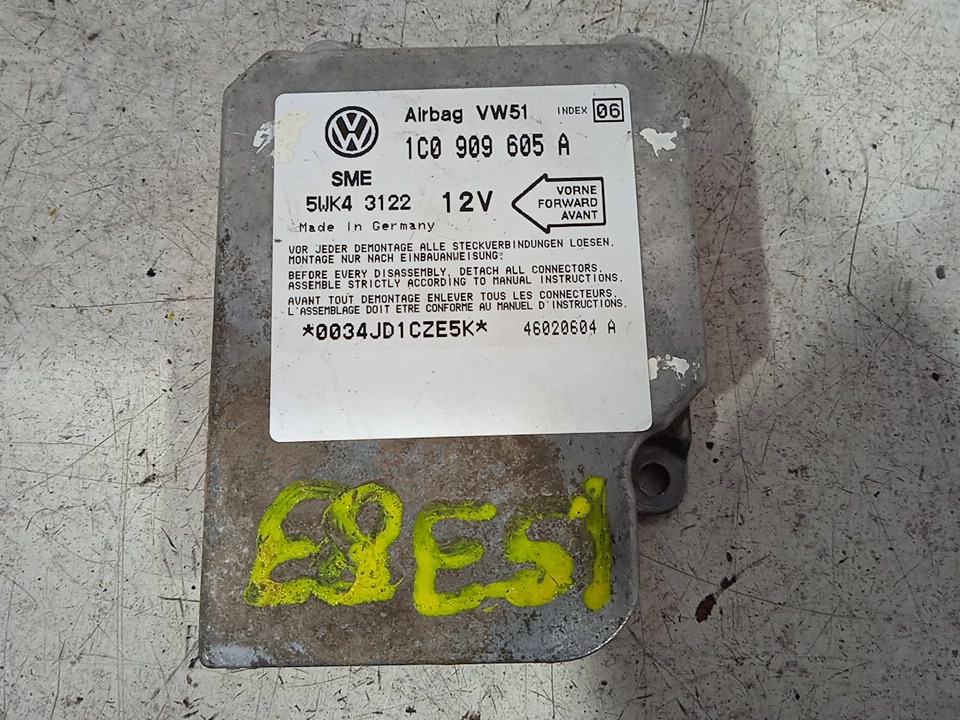 Airbag VW51 INDEX 06
1C0 909 605 A
SME
5WK4 3122 12V
VORNE
FORWARD
AVANT
Made in Germany
VOR JEDER DEMONTAGE ALLE STECKVERBINDUNGEN LOESEN.
MONTAGE NUR NACH EINBAUANWEISUNG.
BEFORE EVERY DISASSEMBLY, DETACH ALL CONNECTORS.
ASSEMBLE STRICTLY ACCORDING TO MANUAL INSTRUCTIONS.
AVANT TOUT DEMONTAGE ENLEVER TOUS LES CONNECTEURS.
L'ASSEMBLAGE DOIT ETRE CONFORME AU MANUEL D'INSTRUCTIONS.
*0034JD1CZE5K* 46020604 A
E8E51